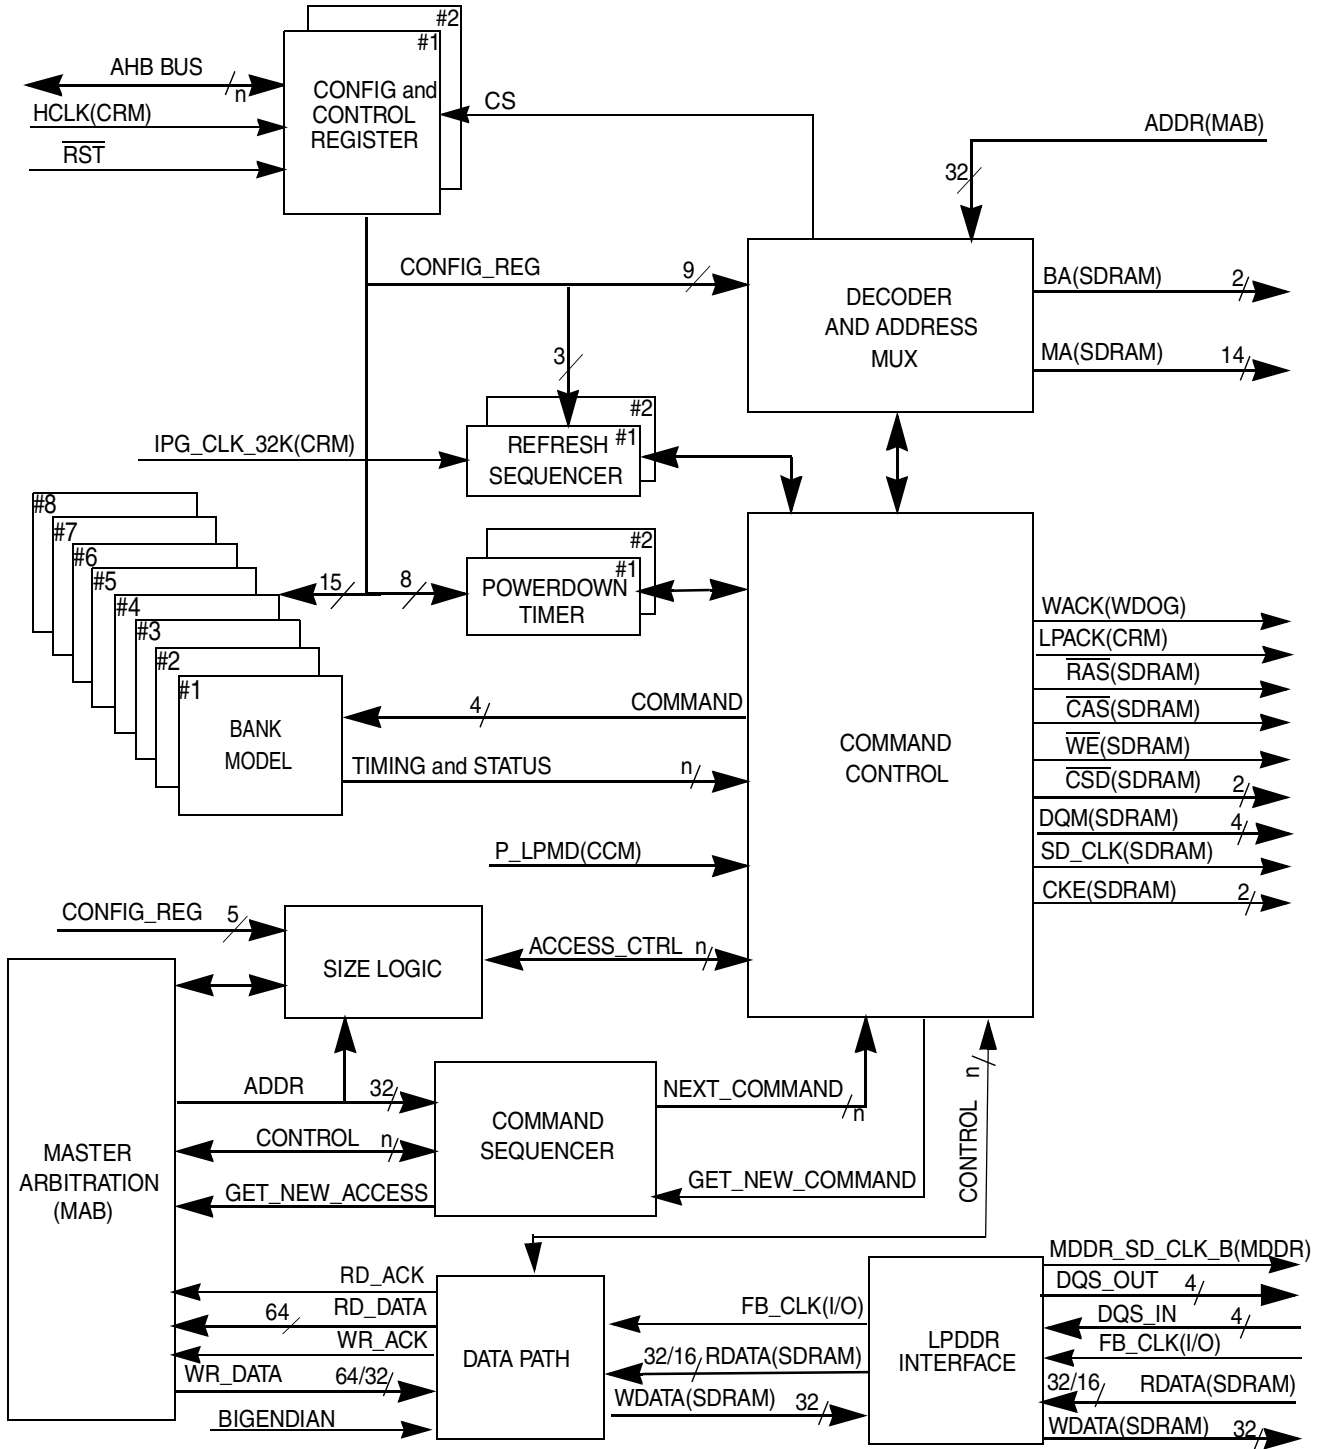 #2
#1
AHB BUS
n
CONFIG and
CONTROL
REGISTER
HCLK(CRM)
RST
CS
ADDR(MAB)
32
CONFIG_REG
9
DECODER
AND ADDRESS
MUX
BA(SDRAM)
2
MA(SDRAM)
14
3
#2
#1
IPG_CLK_32K(CRM)
REFRESH
SEQUENCER
#2
#1
POWERDOWN
TIMER
15
8
#8
#7
#6
#5
#4
#3
#2
#1
BANK
MODEL
4
COMMAND
TIMING and STATUS
n
P_LPMD(CCM)
COMMAND
CONTROL
WACK(WDOG)
LPACK(CRM)
RAS(SDRAM)
CAS(SDRAM)
WE(SDRAM)
CSD(SDRAM)
2
DQM(SDRAM)
4
SD_CLK(SDRAM)
CKE(SDRAM)
2
CONFIG_REG
5
SIZE LOGIC
ACCESS_CTRL
n
MASTER
ARBITRATION
(MAB)
ADDR
32
CONTROL
n
GET_NEW_ACCESS
COMMAND
SEQUENCER
NEXT_COMMAND
n
GET_NEW_COMMAND
CONTROL
n
RD_ACK
64
RD_DATA
WR_ACK
WR_DATA
64/32
BIGENDIAN
DATA PATH
FB_CLK(I/O)
32/16
RDATA(SDRAM)
WDATA(SDRAM)
32
LPDDR
INTERFACE
MDDR_SD_CLK_B(MDDR)
DQS_OUT
4
DQS_IN
4
FB_CLK(I/O)
32/16
RDATA(SDRAM)
WDATA(SDRAM)
32